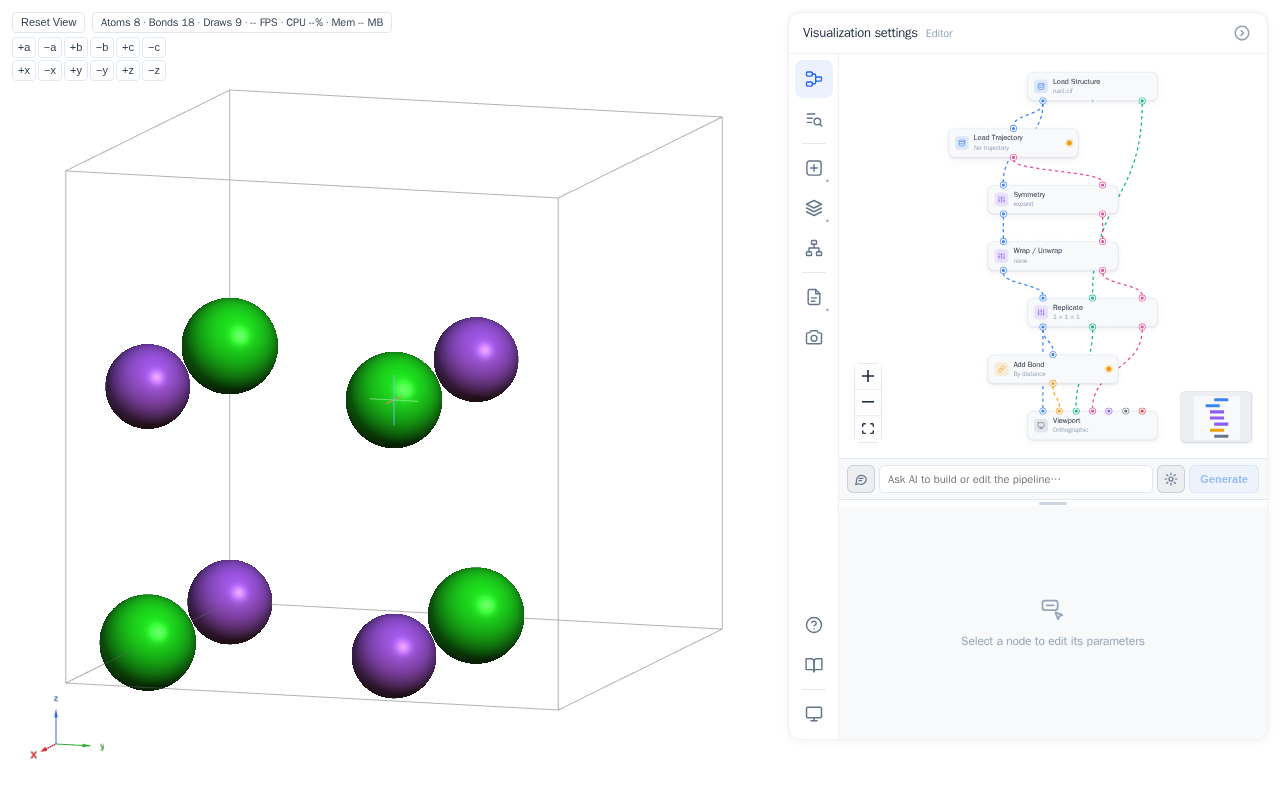 Reset View
Atoms 8 · Bonds 18 · Draws 9 · -- FPS · CPU --% · Mem -- MB
+a −a +b −b +c −c
+x −x +y −y +z −z
z
x
y
Visualization settings Editor
Load Structure
nacl.cif
Load Trajectory
No trajectory
Symmetry
expand
Wrap / Unwrap
none
Replicate
1 × 1 × 1
Add Bond
By distance
Viewport
Orthographic
Ask AI to build or edit the pipeline···
Generate
Select a node to edit its parameters